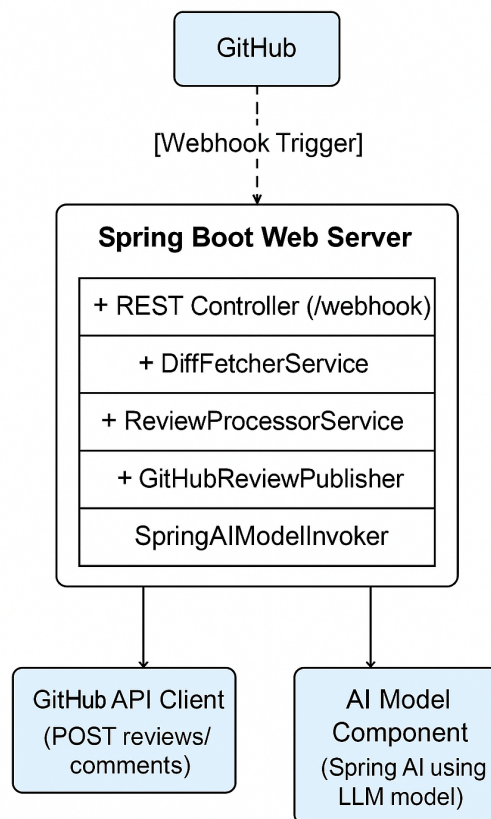 GitHub
[Webhook Trigger]
Spring Boot Web Server
+ REST Controller (/webhook)
+ DiffFetcherService
+ ReviewProcessorService
+ GitHubReviewPublisher
SpringAIModelInvoker
GitHub API Client
(POST reviews/
comments)
AI Model
Component
(Spring AI using
LLM model)